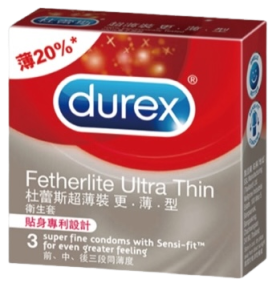 薄20%*
durex®
Fetherlite Ultra Thin
杜蕾斯超薄裝 更.薄.型
衛生套
貼身專利設計
3 super fine condoms with Sensi-fit™
for even greater feeling
前、中、後三段同薄度